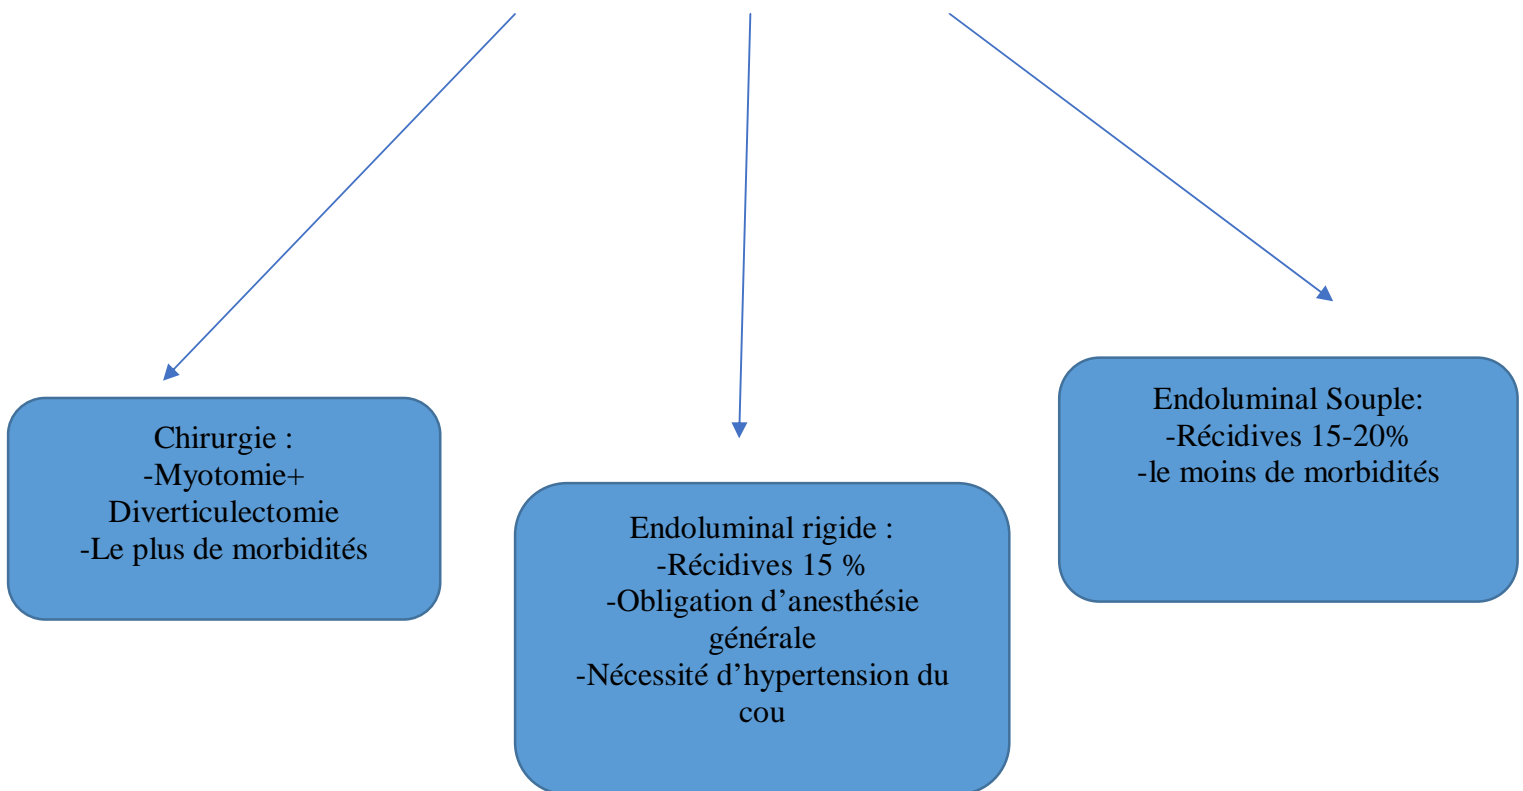 Chirurgie :
-Myotomie+
Diverticulectomie
-Le plus de morbidités
Endoluminal rigide :
-Récidives 15 %
-Obligation d’anesthésie
générale
-Nécessité d’hypertension du
cou
Endoluminal Souple:
-Récidives 15-20%
-le moins de morbidités